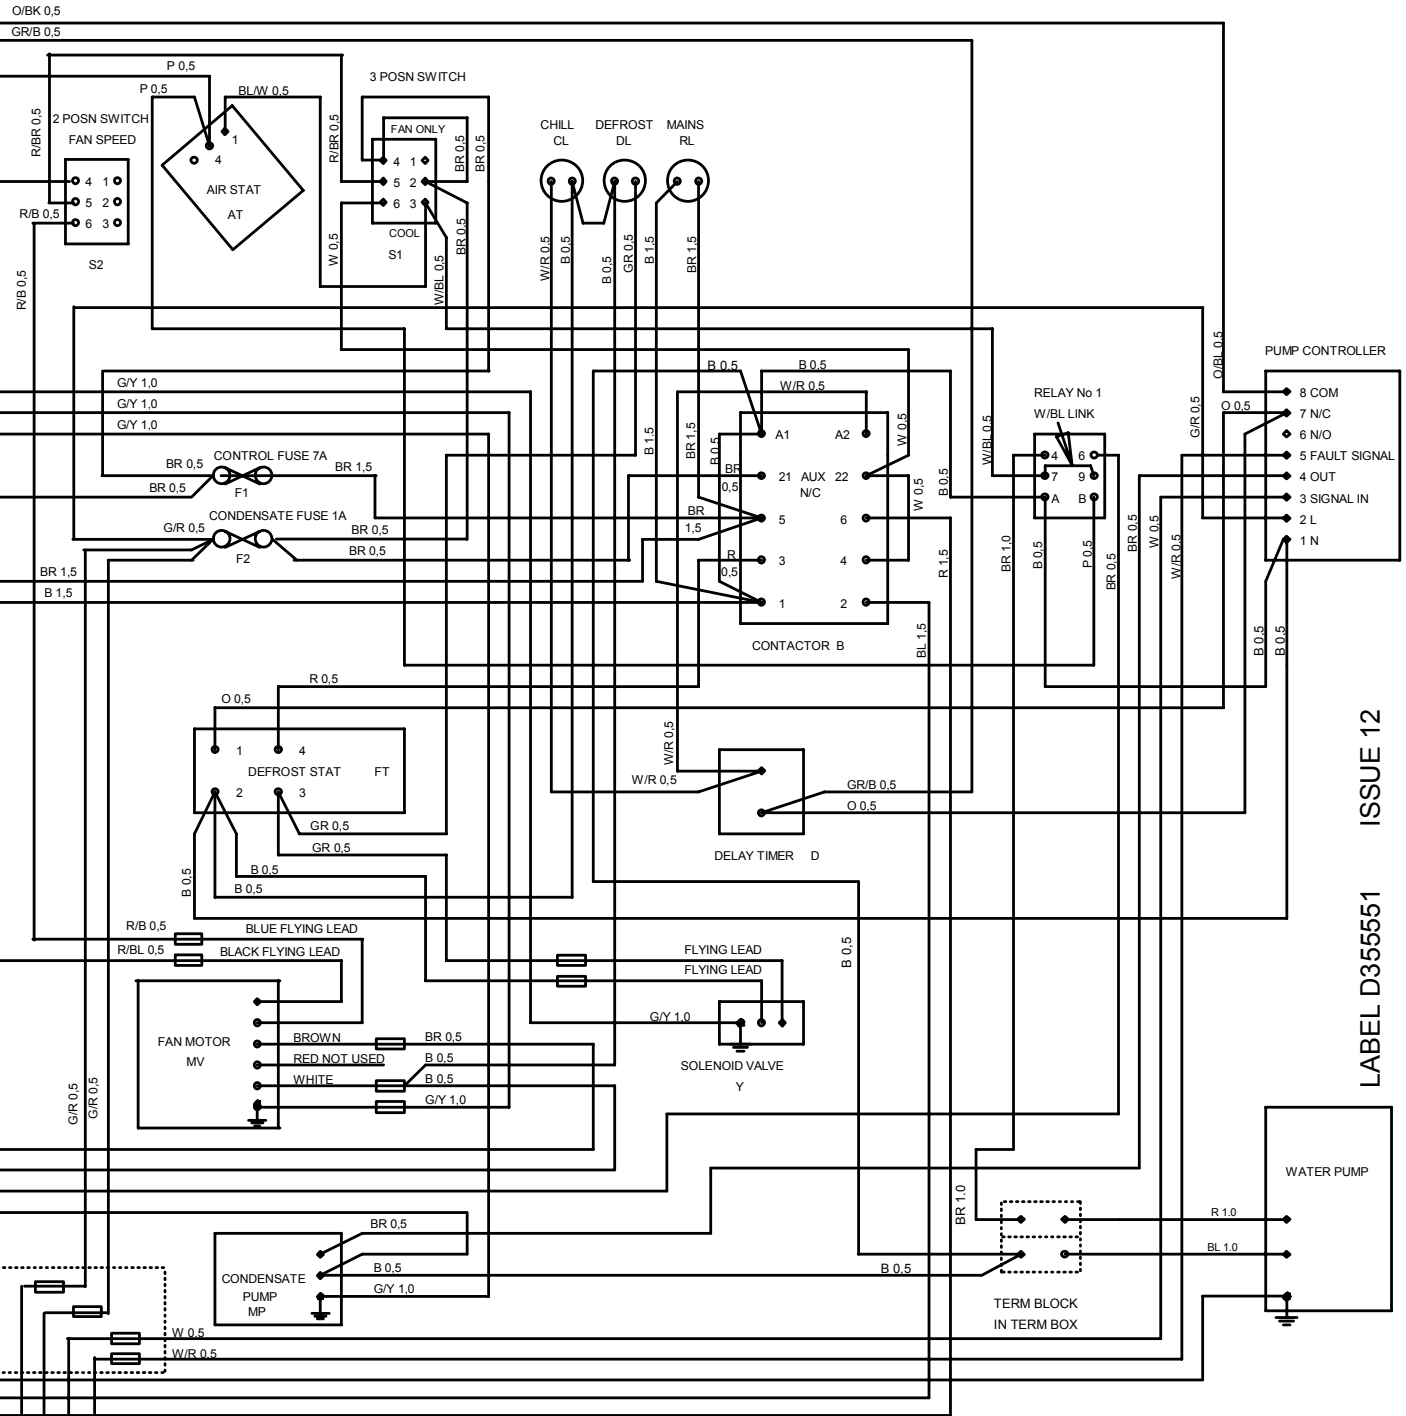 O/BK 0,5
GR/B 0,5
P 0,5
3 POSN SWITCH
P 0,5
BL/W 0,5
R/BR 0,5
2 POSN SWITCH
FAN SPEED
R/BR 0,5
FAN ONLY
BR 0,5
BR 0,5
CHILL
CL
DEFROST
DL
MAINS
RL
1
4
AIR STAT
AT
4 1
5 2
6 3
S2
R/B 0,5
R/B 0,5
4 1
5 2
6 3
COOL
S1
W 0,5
W/BL 0,5
BR 0,5
W/R 0,5
B 0,5
B 0,5
GR 0,5
B 1,5
BR 1,5
O/BL 0,5
PUMP CONTROLLER
8 COM
7 N/C
6 N/O
5 FAULT SIGNAL
4 OUT
3 SIGNAL IN
2 L
1 N
O 0,5
G/R 0,5
RELAY No 1
W/BL LINK
4 6
7 9
A B
W/BL 0,5
B 0,5
B 0,5
W/R 0,5
G/Y 1,0
G/Y 1,0
G/Y 1,0
CONTROL FUSE 7A
BR 0,5
BR 1,5
BR 0,5
F1
CONDENSATE FUSE 1A
G/R 0,5
BR 0,5
BR 0,5
F2
BR 1,5
B 1,5
B 1.5
BR 1,5
B 0,5
BR
0,5
BR
1,5
R
0,5
A1 A2
21 AUX 22
N/C
5 6
3 4
1 2
CONTACTOR B
W 0,5
W 0,5
B 0,5
R 1,5
BL 1,5
BR 1,0
B 0,5
P 0,5
BR 0,5
BR 0,5
W 0,5
W/R 0,5
B 0,5
B 0,5
R 0,5
O 0,5
1 4
DEFROST STAT FT
2 3
GR 0,5
GR 0,5
B 0,5
B 0,5
B 0,5
W/R 0,5
W/R 0,5
GR/B 0,5
O 0,5
DELAY TIMER D
ISSUE 12
LABEL D355551
R/B 0,5
BLUE FLYING LEAD
R/BL 0,5
BLACK FLYING LEAD
FLYING LEAD
FLYING LEAD
B 0,5
FAN MOTOR
MV
BROWN
BR 0,5
RED NOT USED
B 0,5
WHITE
B 0,5
G/Y 1,0
G/Y 1,0
SOLENOID VALVE
Y
G/R 0,5
G/R 0,5
WATER PUMP
BR 1.0
R 1.0
BL 1.0
BR 0,5
CONDENSATE
PUMP
MP
B 0,5
G/Y 1,0
B 0,5
TERM BLOCK
IN TERM BOX
W 0,5
W/R 0,5